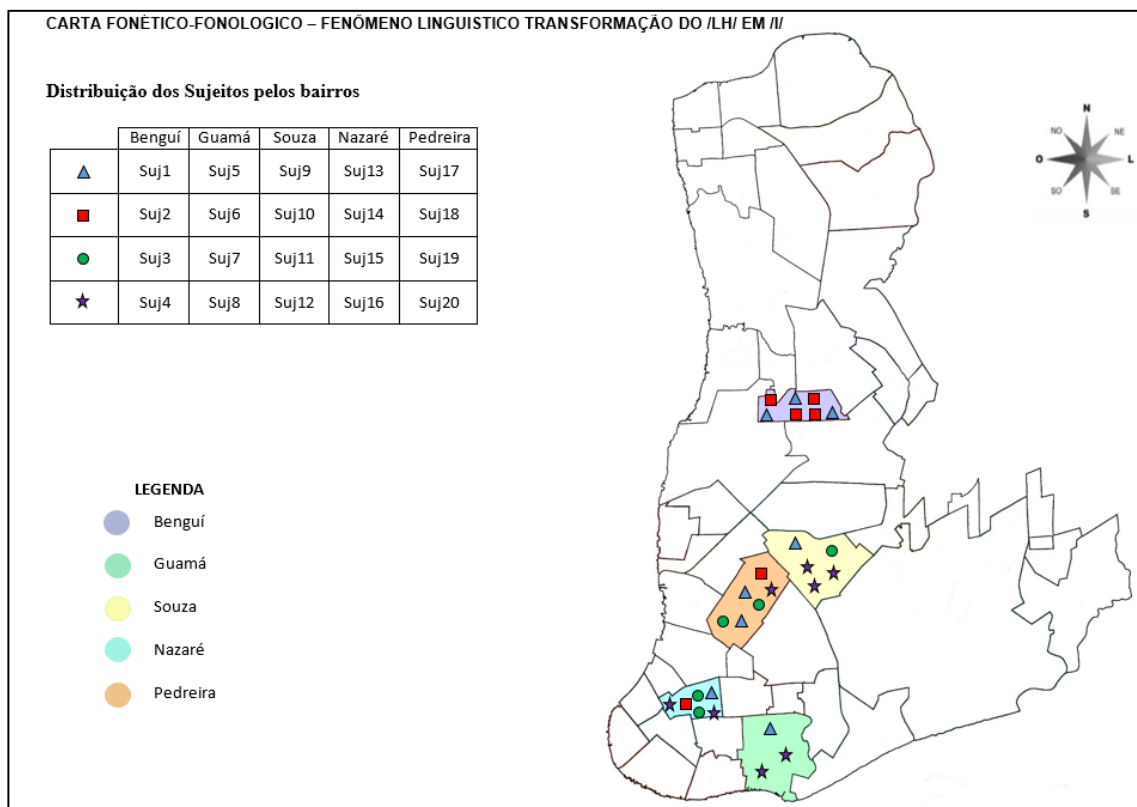 CARTA FONÉTICO-FONOLOGICO – FENÔMENO LINGUISTICO TRANSFORMAÇÃO DO /LH/ EM /I/
Distribuição dos Sujeitos pelos bairros
Benguí Guamá Souza Nazaré Pedreira
Suj1 Suj5 Suj9 Suj13 Suj17
Suj2 Suj6 Suj10 Suj14 Suj18
Suj3 Suj7 Suj11 Suj15 Suj19
Suj4 Suj8 Suj12 Suj16 Suj20
N
NO NE
O L
SO SE
S
LEGENDA
Benguí
Guamá
Souza
Nazaré
Pedreira